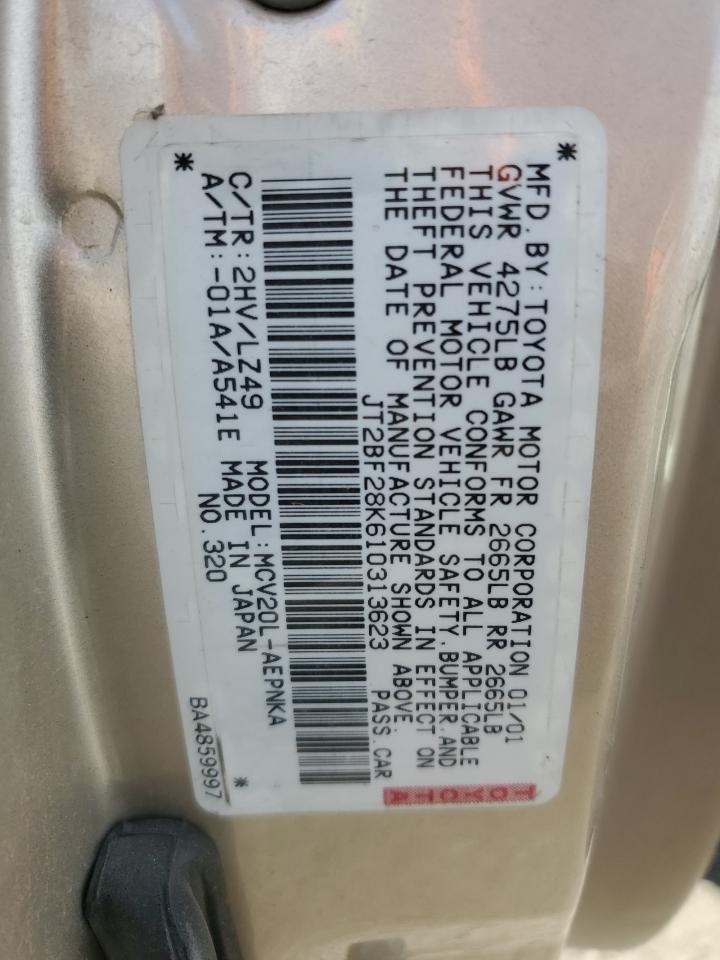 *
MFD.BY:TOYOTA MOTOR CORPORATION 01/01
GVWR 4275LB GAWR FR 2665LB RR 2665LB
THIS VEHICLE CONFORMS TO ALL APPLICABLE
FEDERAL MOTOR VEHICLE SAFETY,BUMPER,AND
THEFT PREVENTION STANDARDS IN EFFECT ON
THE DATE OF MANUFACTURE SHOWN ABOVE.
JT2BF28K610313623 PASS.CAR
C/TR:2HV/LZ49 MODEL:MCV20L-AEPNKA
A/TM:-01A/A541E MADE IN JAPAN
NO.320
* *
BA4859997
TOYOTA